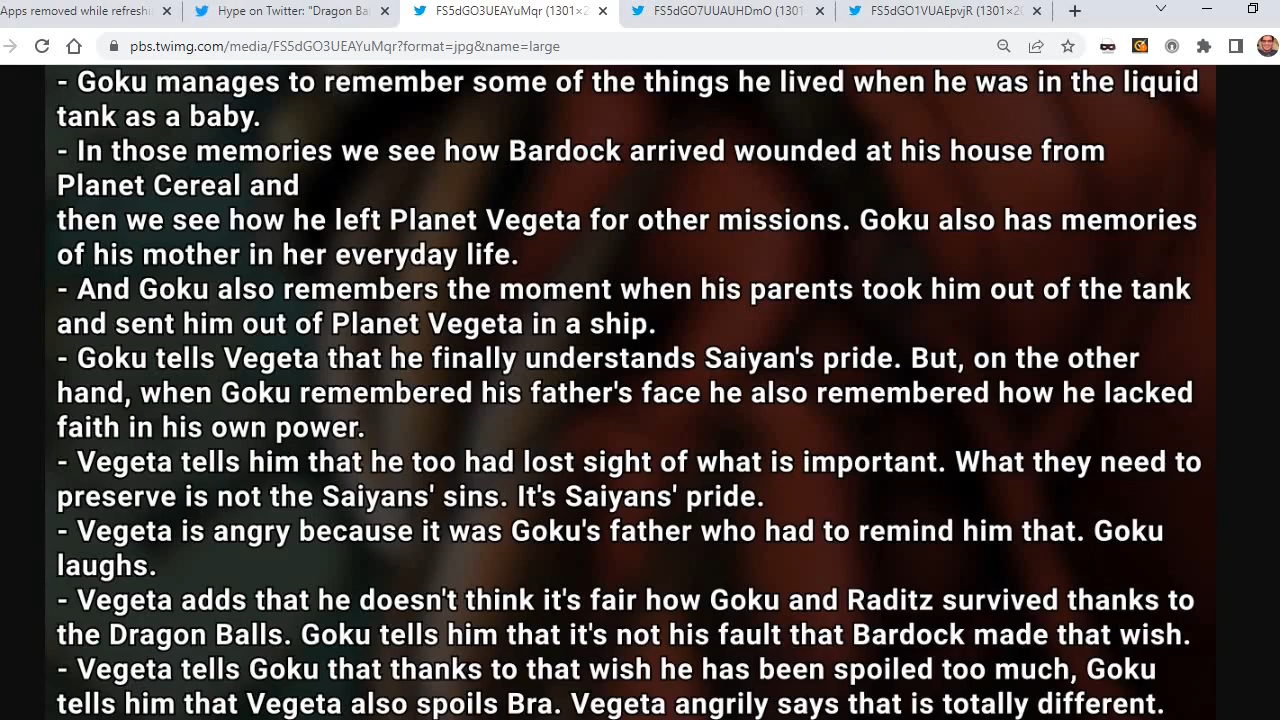 Apps removed while refreshi
Hype on Twitter: "Dragon Ba
FS5dGO3UEAYuMqr (1301×2
FS5dGO7UUAUHDmO (1301
FS5dGO1VUAEpvjR (1301×20
pbs.twimg.com/media/FS5dGO3UEAYuMqr?format=jpg&name=large
- Goku manages to remember some of the things he lived when he was in the liquid
tank as a baby.
- In those memories we see how Bardock arrived wounded at his house from
Planet Cereal and
then we see how he left Planet Vegeta for other missions. Goku also has memories
of his mother in her everyday life.
- And Goku also remembers the moment when his parents took him out of the tank
and sent him out of Planet Vegeta in a ship.
- Goku tells Vegeta that he finally understands Saiyan's pride. But, on the other
hand, when Goku remembered his father's face he also remembered how he lacked
faith in his own power.
- Vegeta tells him that he too had lost sight of what is important. What they need to
preserve is not the Saiyans' sins. It's Saiyans' pride.
- Vegeta is angry because it was Goku's father who had to remind him that. Goku
laughs.
- Vegeta adds that he doesn't think it's fair how Goku and Raditz survived thanks to
the Dragon Balls. Goku tells him that it's not his fault that Bardock made that wish.
- Vegeta tells Goku that thanks to that wish he has been spoiled too much, Goku
tells him that Vegeta also spoils Bra. Vegeta angrily says that is totally different.